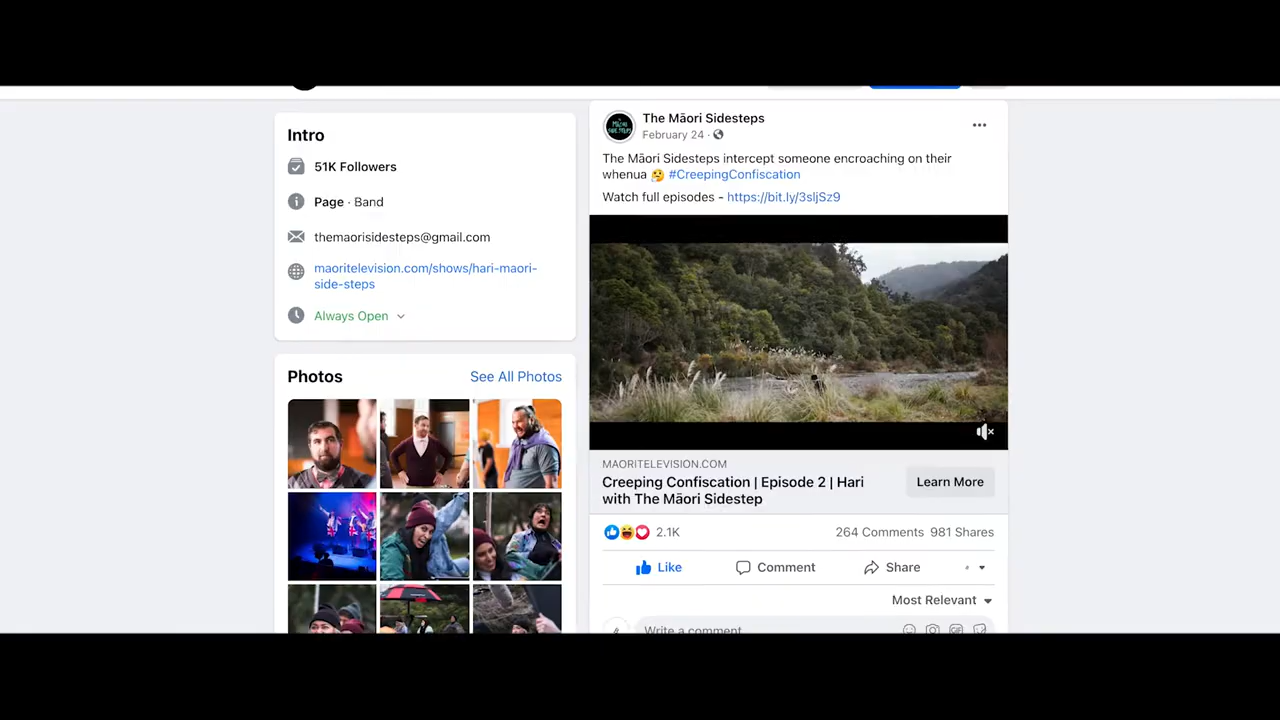 Intro
51K Followers
Page · Band
themaorisidesteps@gmail.com
maoritelevision.com/shows/hari-maori-
side-steps
Always Open
Photos
See All Photos
The Māori Sidesteps
February 24 ·
The Māori Sidesteps intercept someone encroaching on their
whenua 🤔 #CreepingConfiscation
Watch full episodes - https://bit.ly/3sljSz9
MAORITELEVISION.COM
Creeping Confiscation | Episode 2 | Hari
with The Māori Sidestep
Learn More
2.1K
264 Comments 981 Shares
Like
Comment
Share
Most Relevant
Write a comment